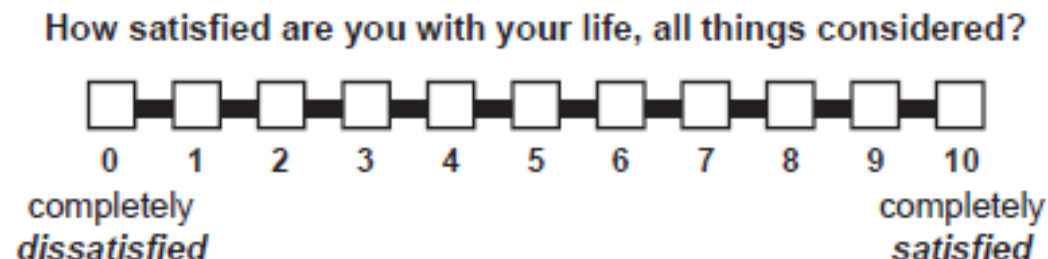 How satisfied are you with your life, all things considered?
0 1 2 3 4 5 6 7 8 9 10
completely completely
dissatisfied satisfied